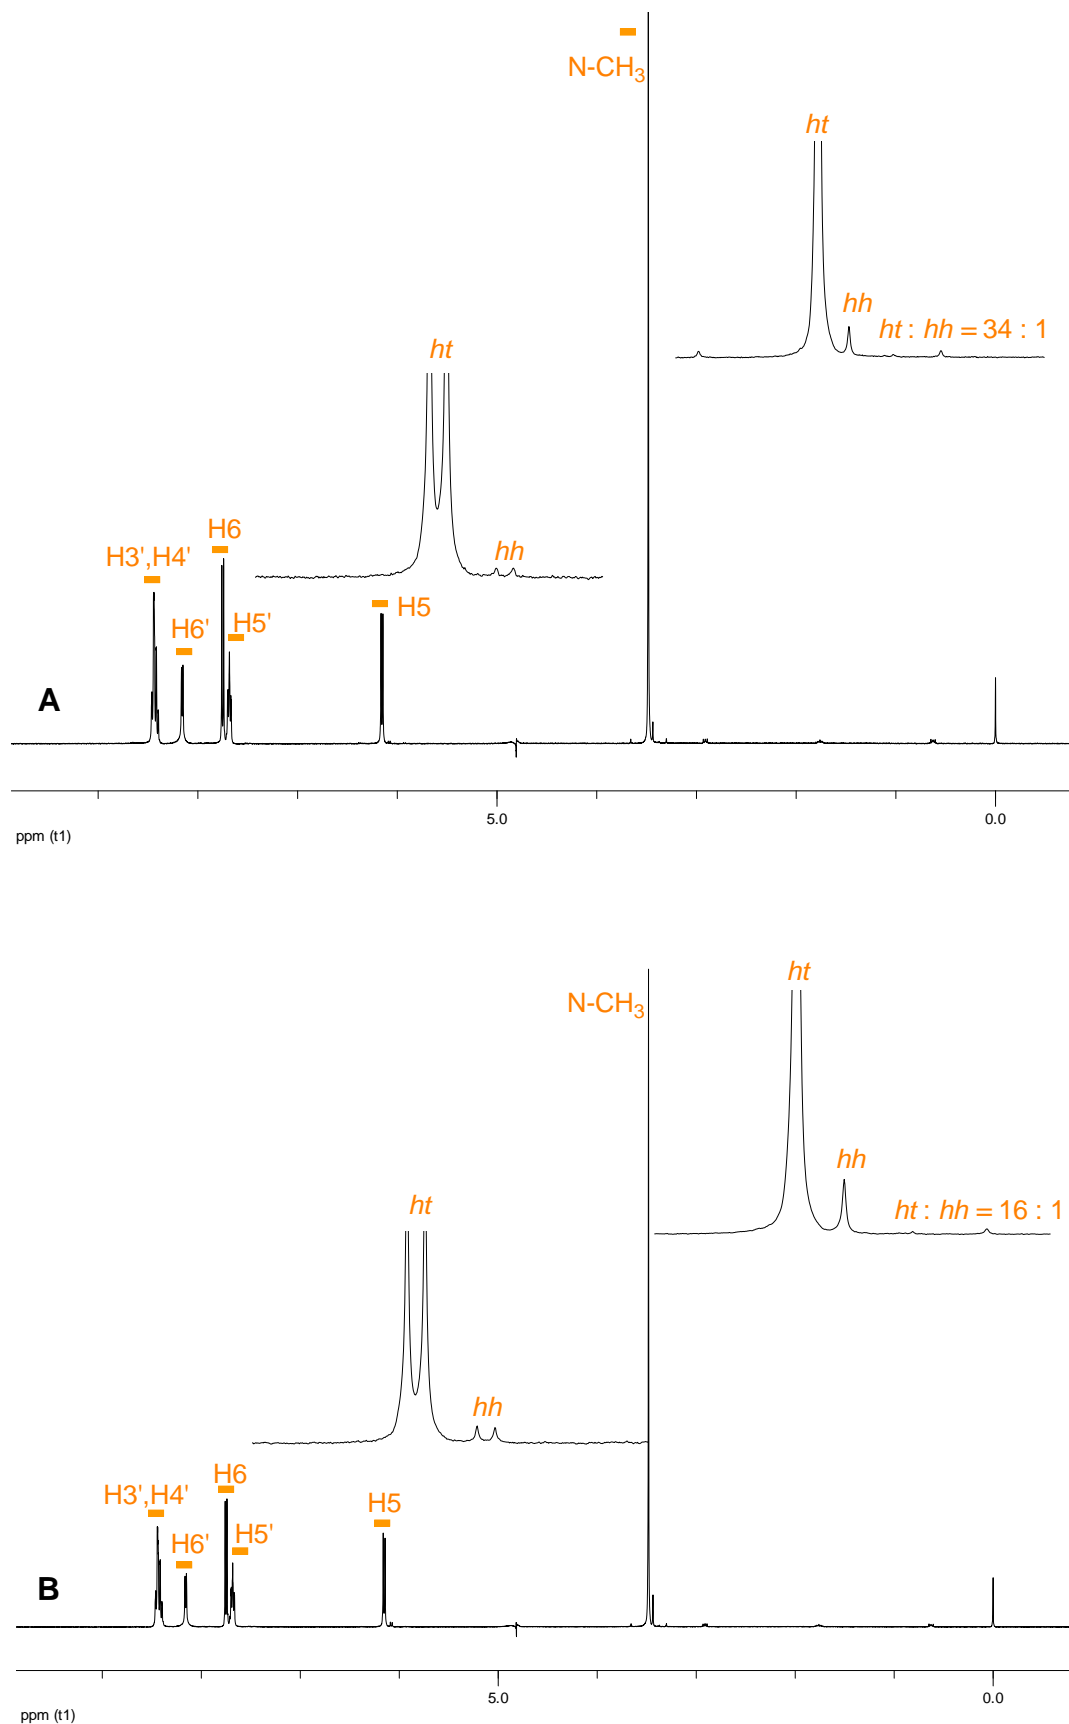 N-CH₃
ht
hh
ht : hh = 34 : 1
ht
hh
H6
H3',H4'
H5
H6'
H5'
A
5.0
0.0
ppm (t1)
ht
N-CH₃
hh
ht : hh = 16 : 1
ht
hh
H6
H3',H4'
H5
H6'
H5'
B
5.0
0.0
ppm (t1)